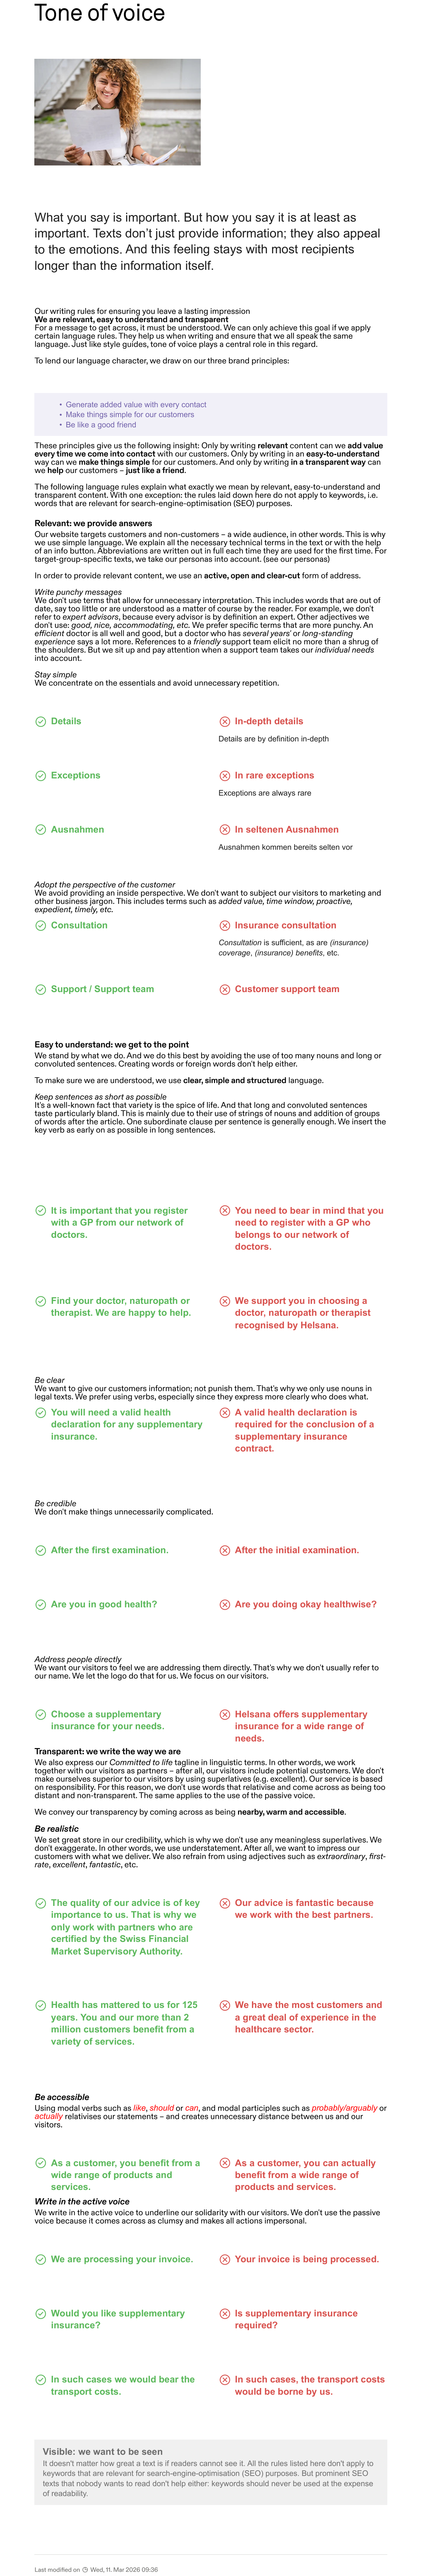 Tone of voice
What you say is important. But how you say it is at least as
important. Texts don't just provide information; they also appeal
to the emotions. And this feeling stays with most recipients
longer than the information itself.
Our writing rules for ensuring you leave a lasting impression
We are relevant, easy to understand and transparent
For a message to get across, it must be understood. We can only achieve this goal if we apply
certain language rules. They help us when writing and ensure that we all speak the same
language. Just like style guides, tone of voice plays a central role in this regard.
To lend our language character, we draw on our three brand principles:
• Generate added value with every contact
• Make things simple for our customers
• Be like a good friend
These principles give us the following insight: Only by writing relevant content can we add value
every time we come into contact with our customers. Only by writing in an easy-to-understand
way can we make things simple for our customers. And only by writing in a transparent way can
we help our customers – just like a friend.
The following language rules explain what exactly we mean by relevant, easy-to-understand and
transparent content. With one exception: the rules laid down here do not apply to keywords, i.e.
words that are relevant for search-engine-optimisation (SEO) purposes.
Relevant: we provide answers
Our website targets customers and non-customers – a wide audience, in other words. This is why
we use simple language. We explain all the necessary technical terms in the text or with the help
of an info button. Abbreviations are written out in full each time they are used for the first time. For
target-group-specific texts, we take our personas into account. (see our personas)
In order to provide relevant content, we use an active, open and clear-cut form of address.
Write punchy messages
We don't use terms that allow for unnecessary interpretation. This includes words that are out of
date, say too little or are understood as a matter of course by the reader. For example, we don't
refer to expert advisors, because every advisor is by definition an expert. Other adjectives we
don't use: good, nice, accommodating, etc. We prefer specific terms that are more punchy. An
efficient doctor is all well and good, but a doctor who has several years' or long-standing
experience says a lot more. References to a friendly support team elicit no more than a shrug of
the shoulders. But we sit up and pay attention when a support team takes our individual needs
into account.
Stay simple
We concentrate on the essentials and avoid unnecessary repetition.
Details
In-depth details
Details are by definition in-depth
Exceptions
In rare exceptions
Exceptions are always rare
Ausnahmen
In seltenen Ausnahmen
Ausnahmen kommen bereits selten vor
Adopt the perspective of the customer
We avoid providing an inside perspective. We don't want to subject our visitors to marketing and
other business jargon. This includes terms such as added value, time window, proactive,
expedient, timely, etc.
Consultation
Insurance consultation
Consultation is sufficient, as are (insurance)
coverage, (insurance) benefits, etc.
Support / Support team
Customer support team
Easy to understand: we get to the point
We stand by what we do. And we do this best by avoiding the use of too many nouns and long or
convoluted sentences. Creating words or foreign words don't help either.
To make sure we are understood, we use clear, simple and structured language.
Keep sentences as short as possible
It's a well-known fact that variety is the spice of life. And that long and convoluted sentences
taste particularly bland. This is mainly due to their use of strings of nouns and addition of groups
of words after the article. One subordinate clause per sentence is generally enough. We insert the
key verb as early on as possible in long sentences.
It is important that you register
with a GP from our network of
doctors.
You need to bear in mind that you
need to register with a GP who
belongs to our network of
doctors.
Find your doctor, naturopath or
therapist. We are happy to help.
We support you in choosing a
doctor, naturopath or therapist
recognised by Helsana.
Be clear
We want to give our customers information; not punish them. That's why we only use nouns in
legal texts. We prefer using verbs, especially since they express more clearly who does what.
You will need a valid health
declaration for any supplementary
insurance.
A valid health declaration is
required for the conclusion of a
supplementary insurance
contract.
Be credible
We don't make things unnecessarily complicated.
After the first examination.
After the initial examination.
Are you in good health?
Are you doing okay healthwise?
Address people directly
We want our visitors to feel we are addressing them directly. That's why we don't usually refer to
our name. We let the logo do that for us. We focus on our visitors.
Choose a supplementary
insurance for your needs.
Helsana offers supplementary
insurance for a wide range of
needs.
Transparent: we write the way we are
We also express our Committed to life tagline in linguistic terms. In other words, we work
together with our visitors as partners – after all, our visitors include potential customers. We don't
make ourselves superior to our visitors by using superlatives (e.g. excellent). Our service is based
on responsibility. For this reason, we don't use words that relativise and come across as being too
distant and non-transparent. The same applies to the use of the passive voice.
We convey our transparency by coming across as being nearby, warm and accessible.
Be realistic
We set great store in our credibility, which is why we don't use any meaningless superlatives. We
don't exaggerate. In other words, we use understatement. After all, we want to impress our
customers with what we deliver. We also refrain from using adjectives such as extraordinary, first-
rate, excellent, fantastic, etc.
The quality of our advice is of key
importance to us. That is why we
only work with partners who are
certified by the Swiss Financial
Market Supervisory Authority.
Our advice is fantastic because
we work with the best partners.
Health has mattered to us for 125
years. You and our more than 2
million customers benefit from a
variety of services.
We have the most customers and
a great deal of experience in the
healthcare sector.
Be accessible
Using modal verbs such as like, should or can, and modal participles such as probably/arguably or
actually relativises our statements – and creates unnecessary distance between us and our
visitors.
As a customer, you benefit from a
wide range of products and
services.
As a customer, you can actually
benefit from a wide range of
products and services.
Write in the active voice
We write in the active voice to underline our solidarity with our visitors. We don't use the passive
voice because it comes across as clumsy and makes all actions impersonal.
We are processing your invoice.
Your invoice is being processed.
Would you like supplementary
insurance?
Is supplementary insurance
required?
In such cases we would bear the
transport costs.
In such cases, the transport costs
would be borne by us.
Visible: we want to be seen
It doesn't matter how great a text is if readers cannot see it. All the rules listed here don't apply to
keywords that are relevant for search-engine-optimisation (SEO) purposes. But prominent SEO
texts that nobody wants to read don't help either: keywords should never be used at the expense
of readability.
Last modified on Wed, 11. Mar 2026 09:36